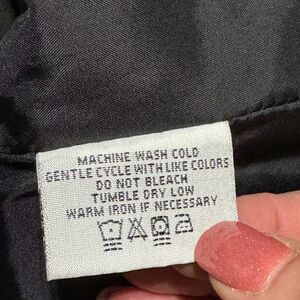 MACHINE WASH COLD
GENTLE CYCLE WITH LIKE COLORS
DO NOT BLEACH
TUMBLE DRY LOW
WARM IRON IF NECESSARY